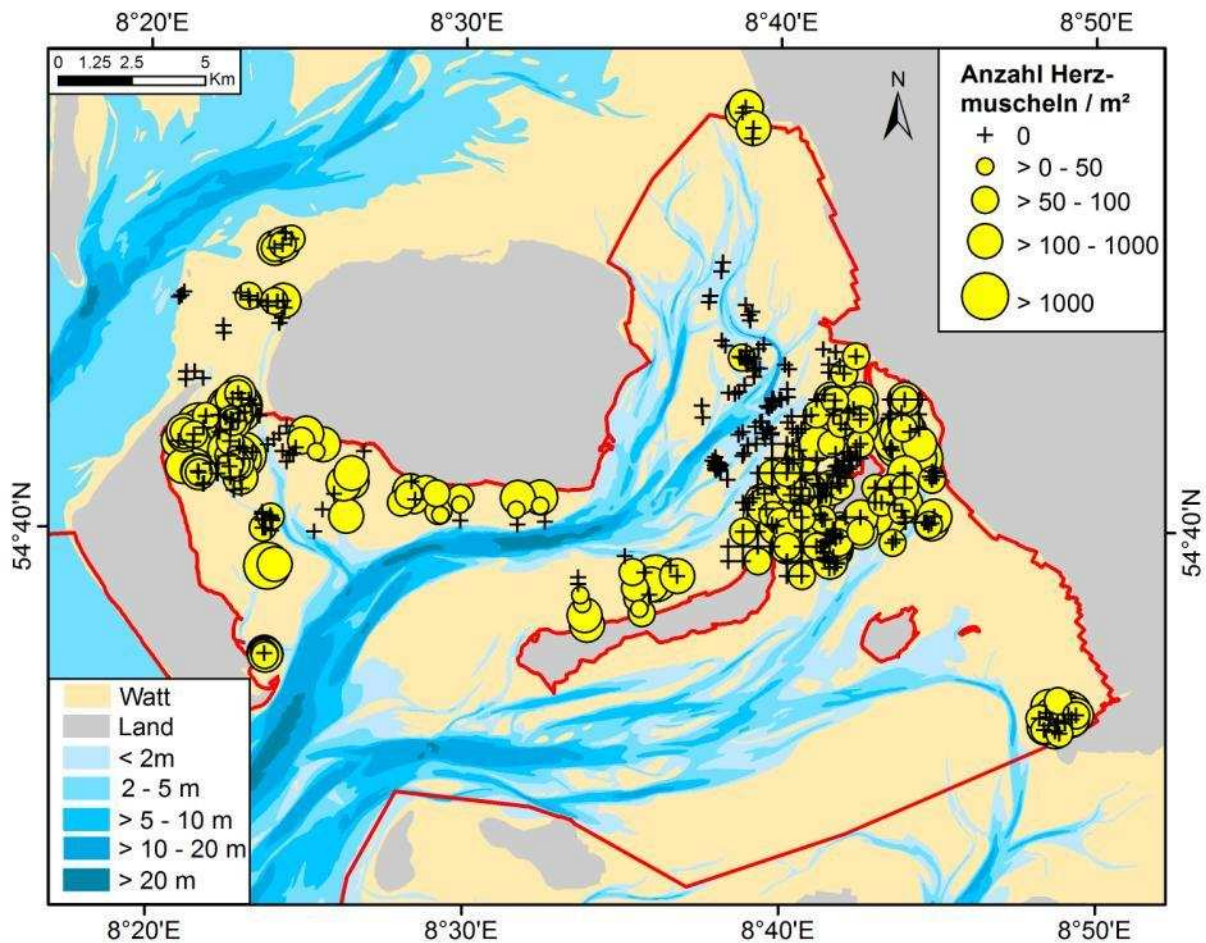 8°20'E 8°30'E 8°40'E 8°50'E
0 1.25 2.5 5
Km
N
Anzahl Herz-
muscheln / m²
0
> 0 - 50
> 50 - 100
> 100 - 1000
> 1000
54°40'N
54°40'N
Watt
Land
< 2m
2 - 5 m
> 5 - 10 m
> 10 - 20 m
> 20 m
8°20'E 8°30'E 8°40'E 8°50'E